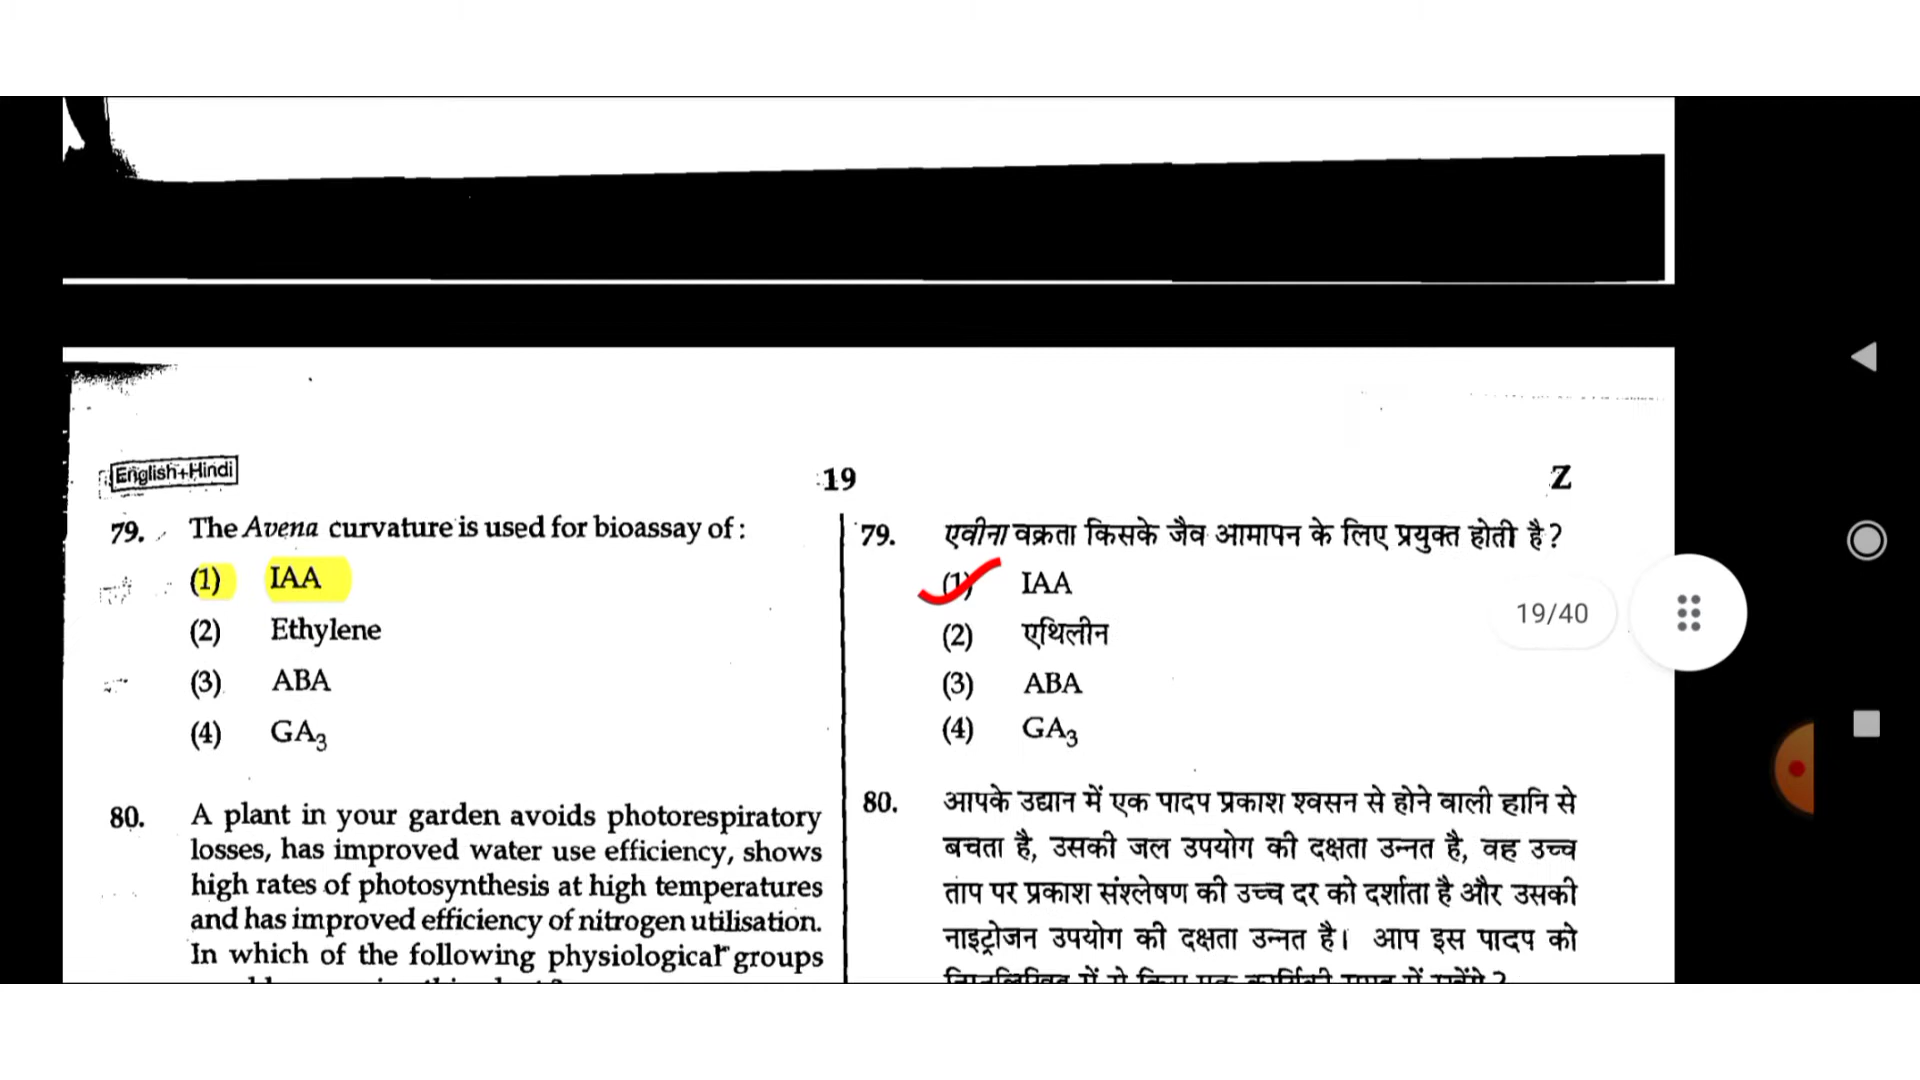 English+Hindi
19
Z
79. The Avena curvature is used for bioassay of :
(1) IAA
(2) Ethylene
(3) ABA
(4) GA₃
80. A plant in your garden avoids photorespiratory
losses, has improved water use efficiency, shows
high rates of photosynthesis at high temperatures
and has improved efficiency of nitrogen utilisation.
In which of the following physiological groups
79. एवीना वक्रता किसके जैव आमापन के लिए प्रयुक्त होती है ?
(1) IAA
(2) एथिलीन
(3) ABA
(4) GA₃
80. आपके उद्यान में एक पादप प्रकाश श्वसन से होने वाली हानि से
बचता है, उसकी जल उपयोग की दक्षता उन्नत है, वह उच्च
ताप पर प्रकाश संश्लेषण की उच्च दर को दर्शाता है और उसकी
नाइट्रोजन उपयोग की दक्षता उन्नत है। आप इस पादप को
19/40